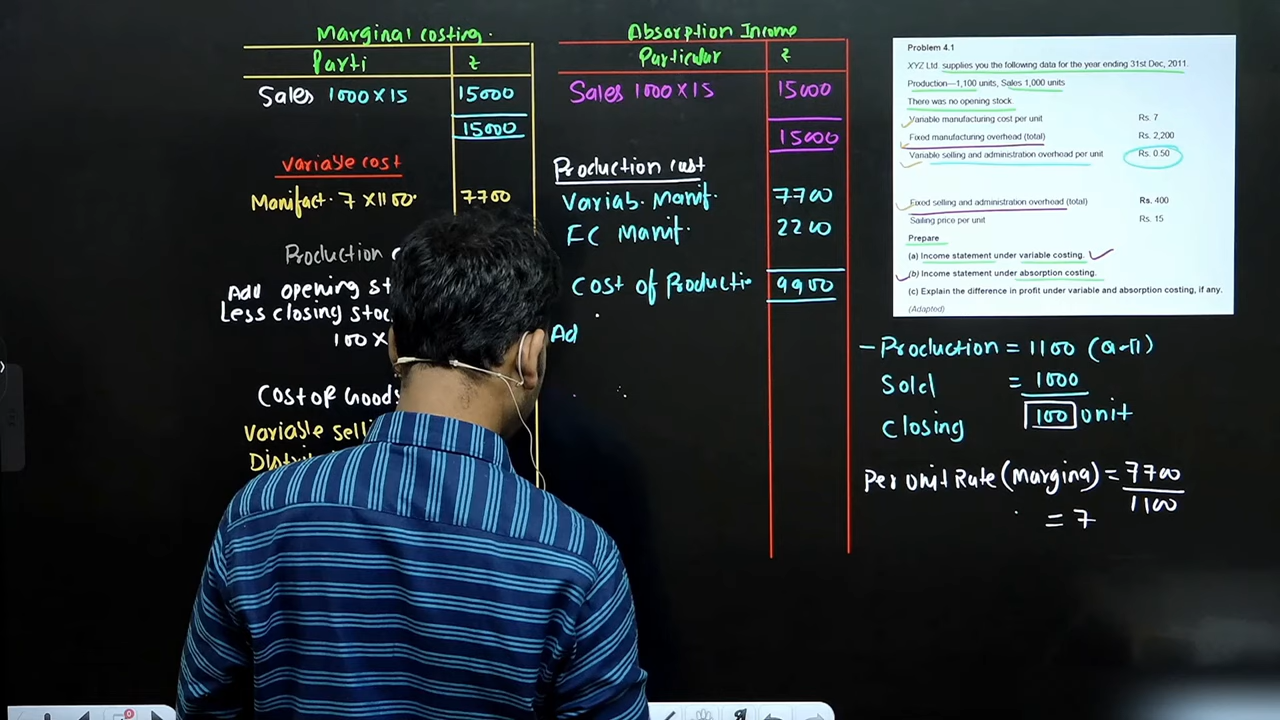 Marginal costing.
Parti ₹
Sales 1000 X 15 15000
15000
Variable cost
Manifact. 7 X 1100. 7700
Production
Add opening st
Less closing stoc
100 X
Cost of Goods
Variable Sell
Absorption Income
Particular ₹
Sales 1000 X 15 15000
15000
Production cost
Variab. Manif. 7700
FC Manif. 2200
Cost of Productio 9900
Ad
Problem 4.1
XYZ Ltd. supplies you the following data for the year ending 31st Dec, 2011.
Production—1,100 units, Sales 1,000 units
There was no opening stock.
Variable manufacturing cost per unit Rs. 7
Fixed manufacturing overhead (total) Rs. 2,200
Variable selling and administration overhead per unit Rs. 0.50
Fixed selling and administration overhead (total) Rs. 400
Selling price per unit Rs. 15
Prepare
(a) Income statement under variable costing.
(b) Income statement under absorption costing.
(c) Explain the difference in profit under variable and absorption costing, if any.
(Adapted)
- Production = 1100
Sold = 1000
Closing 100 unit
Per Unit Rate (Margina) = 7700
1100
= 7